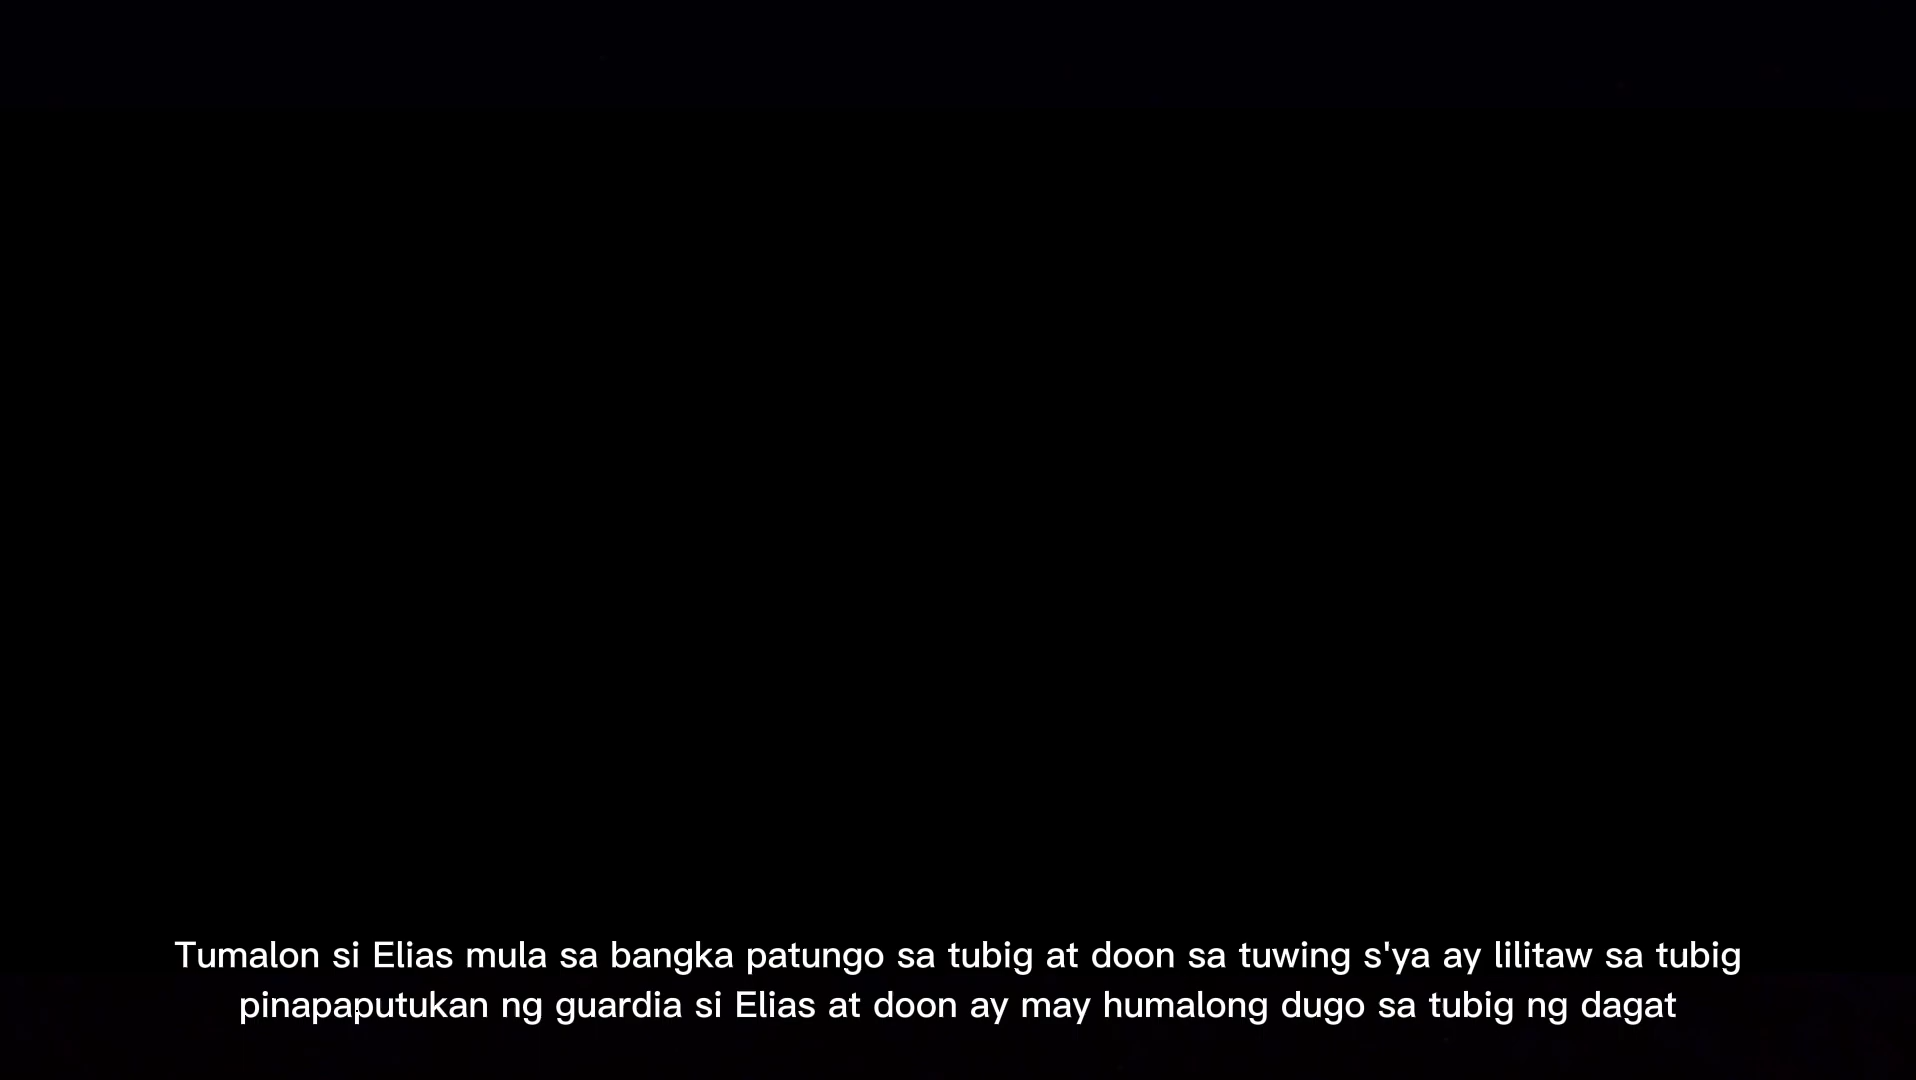 Tumalon si Elias mula sa bangka patungo sa tubig at doon sa tuwing s'ya ay lilitaw sa tubig
pinapaputukan ng guardia si Elias at doon ay may humalong dugo sa tubig ng dagat